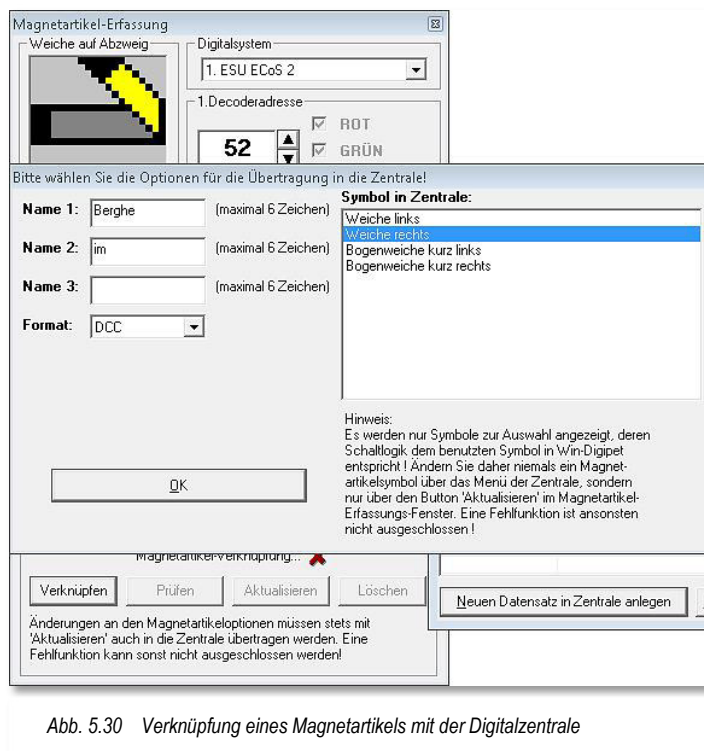 Magnetartikel-Erfassung
Weiche auf Abzweig
Digitalsystem
1. ESU ECoS 2
1.Decoderadresse
52
ROT
GRÜN
Bitte wählen Sie die Optionen für die Übertragung in die Zentrale!
Name 1: Berghe (maximal 6 Zeichen)
Name 2: im (maximal 6 Zeichen)
Name 3: (maximal 6 Zeichen)
Format: DCC
OK
Symbol in Zentrale:
Weiche links
Weiche rechts
Bogenweiche kurz links
Bogenweiche kurz rechts
Hinweis:
Es werden nur Symbole zur Auswahl angezeigt, deren
Schaltlogik dem benutzten Symbol in Win-Digipet
entspricht ! Ändern Sie daher niemals ein Magnet-
artikelsymbol über das Menü der Zentrale, sondern
nur über den Button 'Aktualisieren' im Magnetartikel-
Erfassungs-Fenster. Eine Fehlfunktion ist ansonsten
nicht ausgeschlossen !
Magnetartikel-Verknüpfung...
Verknüpfen Prüfen Aktualisieren Löschen
Neuen Datensatz in Zentrale anlegen
Änderungen an den Magnetartikeloptionen müssen stets mit
'Aktualisieren' auch in die Zentrale übertragen werden. Eine
Fehlfunktion kann sonst nicht ausgeschlossen werden!
Abb. 5.30 Verknüpfung eines Magnetartikels mit der Digitalzentrale